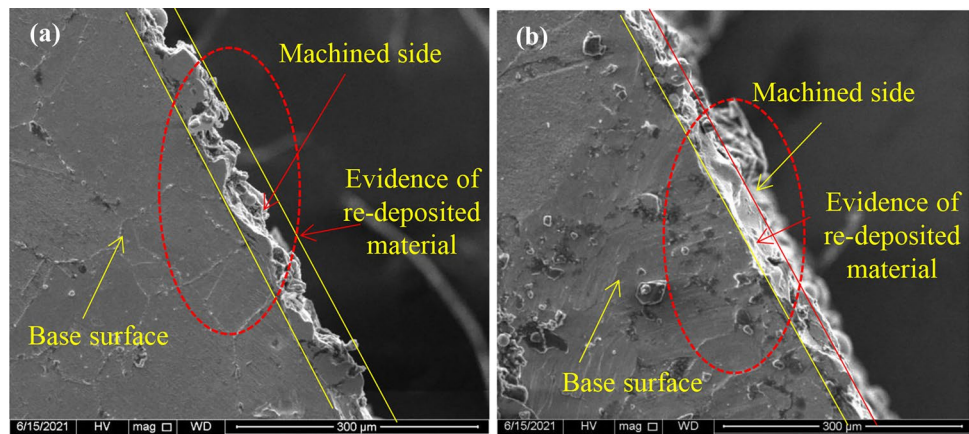 (a)
Machined side
Evidence of
re-deposited
material
Base surface
6/15/2021 HV mag WD 300 µm
(b)
Machined side
Evidence of
re-deposited
material
Base surface
6/15/2021 HV mag WD 300 µm